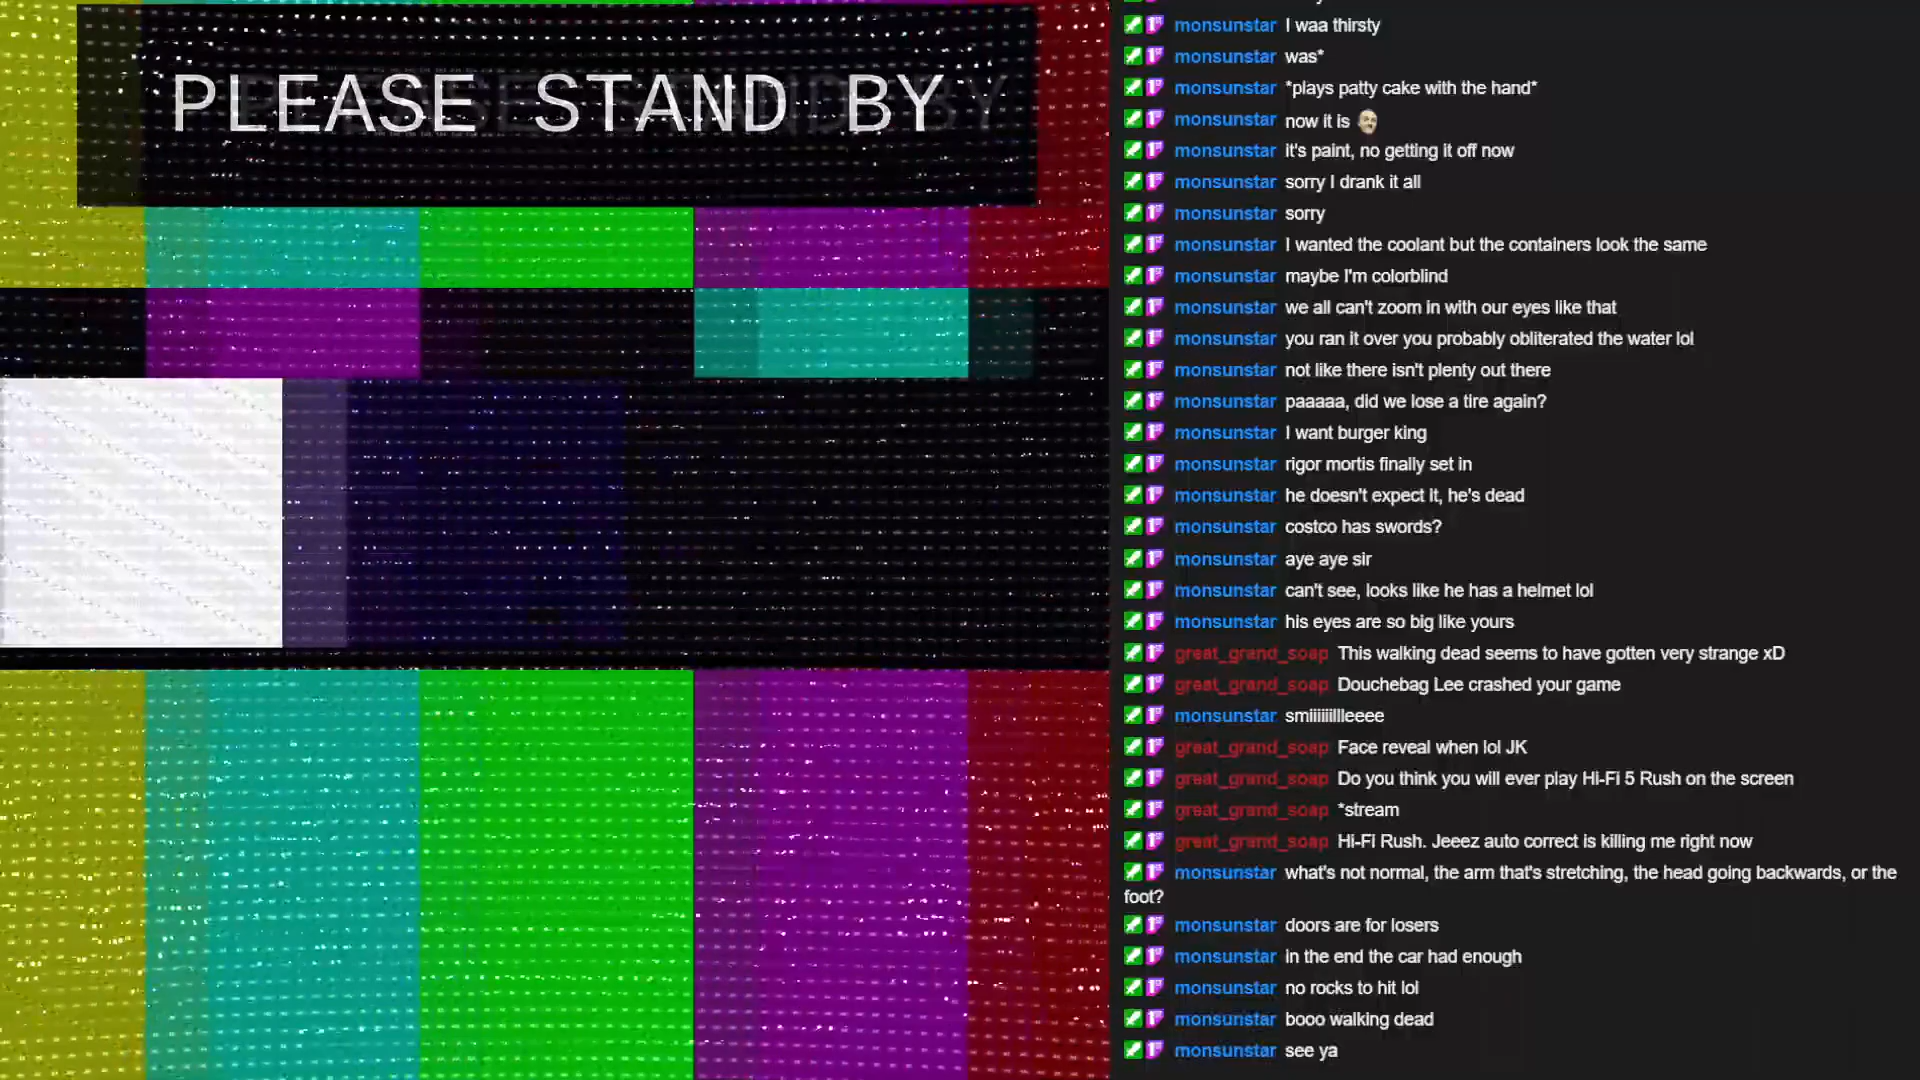 PLEASE STAND BY
monsunstar I waa thirsty
monsunstar was*
monsunstar *plays patty cake with the hand*
monsunstar now it is
monsunstar it's paint, no getting it off now
monsunstar sorry I drank it all
monsunstar sorry
monsunstar I wanted the coolant but the containers look the same
monsunstar maybe I'm colorblind
monsunstar we all can't zoom in with our eyes like that
monsunstar you ran it over you probably obliterated the water lol
monsunstar not like there isn't plenty out there
monsunstar paaaaa, did we lose a tire again?
monsunstar I want burger king
monsunstar rigor mortis finally set in
monsunstar he doesn't expect it, he's dead
monsunstar costco has swords?
monsunstar aye aye sir
monsunstar can't see, looks like he has a helmet lol
monsunstar his eyes are so big like yours
great_grand_soap This walking dead seems to have gotten very strange xD
great_grand_soap Douchebag Lee crashed your game
monsunstar smiiiiiillleeee
great_grand_soap Face reveal when lol JK
great_grand_soap Do you think you will ever play Hi-Fi 5 Rush on the screen
great_grand_soap *stream
great_grand_soap Hi-FI Rush. Jeeez auto correct is killing me right now
monsunstar what's not normal, the arm that's stretching, the head going backwards, or the
foot?
monsunstar doors are for losers
monsunstar in the end the car had enough
monsunstar no rocks to hit lol
monsunstar booo walking dead
monsunstar see ya